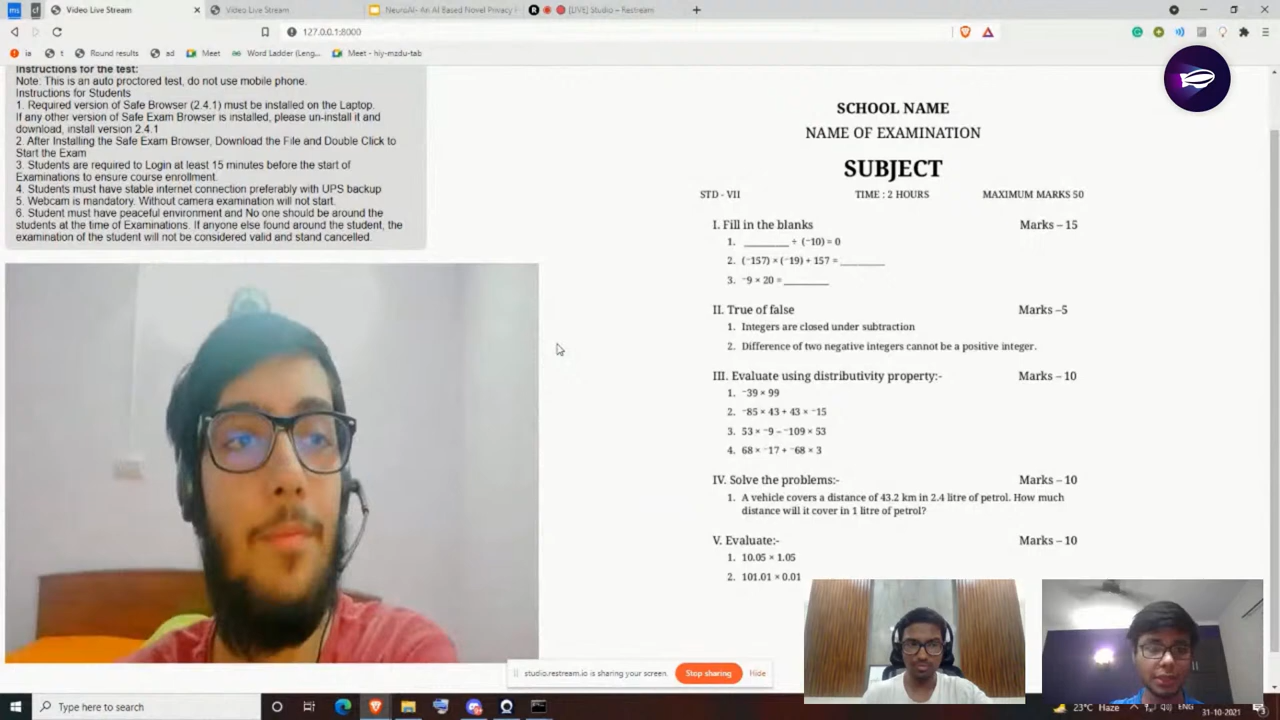 Video Live Stream
Video Live Stream
NeuroAI- An AI Based Novel Privacy
[LIVE] Studio – Restream
127.0.0.1:8000
ia
t
Round results
ad
Meet
Word Ladder (Leng...
Meet - hiy-mzdu-tab
Instructions for the test:
Note: This is an auto proctored test, do not use mobile phone.
Instructions for Students
1. Required version of Safe Browser (2.4.1) must be installed on the Laptop.
If any other version of Safe Exam Browser is installed, please un-install it and
download, install version 2.4.1
2. After Installing the Safe Exam Browser, Download the File and Double Click to
Start the Exam
3. Students are required to Login at least 15 minutes before the start of
Examinations to ensure course enrollment.
4. Students must have stable internet connection preferably with UPS backup
5. Webcam is mandatory. Without camera examination will not start.
6. Student must have peaceful environment and No one should be around the
students at the time of Examinations. If anyone else found around the student, the
examination of the student will not be considered valid and stand cancelled.
SCHOOL NAME
NAME OF EXAMINATION
SUBJECT
STD - VII TIME : 2 HOURS MAXIMUM MARKS 50
I. Fill in the blanks Marks – 15
1. ________ + (⁻10) = 0
2. (⁻157) × (⁻19) + 157 = ________
3. ⁻9 × 20 = ________
II. True of false Marks –5
1. Integers are closed under subtraction
2. Difference of two negative integers cannot be a positive integer.
III. Evaluate using distributivity property:- Marks – 10
1. ⁻39 × 99
2. ⁻85 × 43 + 43 × ⁻15
3. 53 × ⁻9 – ⁻109 × 53
4. 68 × ⁻17 + ⁻68 × 3
IV. Solve the problems:- Marks – 10
1. A vehicle covers a distance of 43.2 km in 2.4 litre of petrol. How much
distance will it cover in 1 litre of petrol?
V. Evaluate:- Marks – 10
1. 10.05 × 1.05
2. 101.01 × 0.01
studio.restream.io is sharing your screen. Stop sharing Hide
Type here to search
23°C Haze
ENG
31-10-2021